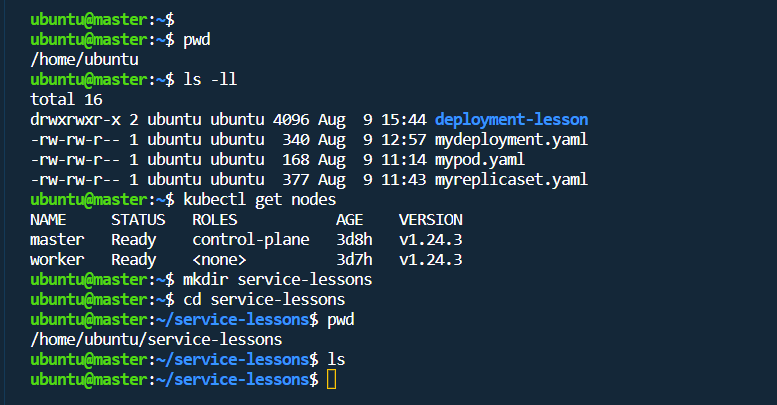 ubuntu@master:~$
ubuntu@master:~$ pwd
/home/ubuntu
ubuntu@master:~$ ls -ll
total 16
drwxrwxr-x 2 ubuntu ubuntu 4096 Aug  9 15:44 deployment-lesson
-rw-rw-r-- 1 ubuntu ubuntu  340 Aug  9 12:57 mydeployment.yaml
-rw-rw-r-- 1 ubuntu ubuntu  168 Aug  9 11:14 mypod.yaml
-rw-rw-r-- 1 ubuntu ubuntu  377 Aug  9 11:43 myreplicaset.yaml
ubuntu@master:~$ kubectl get nodes
NAME     STATUS   ROLES           AGE    VERSION
master   Ready    control-plane   3d8h   v1.24.3
worker   Ready    <none>          3d7h   v1.24.3
ubuntu@master:~$ mkdir service-lessons
ubuntu@master:~$ cd service-lessons
ubuntu@master:~/service-lessons$ pwd
/home/ubuntu/service-lessons
ubuntu@master:~/service-lessons$ ls
ubuntu@master:~/service-lessons$